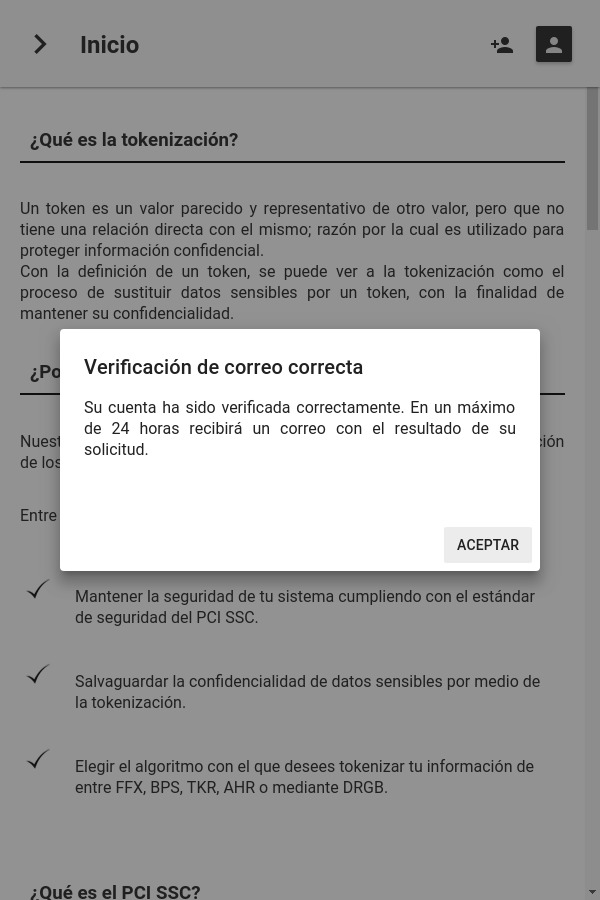 Inicio
¿Qué es la tokenización?
Un token es un valor parecido y representativo de otro valor, pero que no
tiene una relación directa con el mismo; razón por la cual es utilizado para
proteger información confidencial.
Con la definición de un token, se puede ver a la tokenización como el
proceso de sustituir datos sensibles por un token, con la finalidad de
mantener su confidencialidad.
Verificación de correo correcta
Su cuenta ha sido verificada correctamente. En un máximo
de 24 horas recibirá un correo con el resultado de su
solicitud.
ACEPTAR
de los
Entre
Mantener la seguridad de tu sistema cumpliendo con el estándar
de seguridad del PCI SSC.
Salvaguardar la confidencialidad de datos sensibles por medio de
la tokenización.
Elegir el algoritmo con el que desees tokenizar tu información de
entre FFX, BPS, TKR, AHR o mediante DRGB.
¿Qué es el PCI SSC?